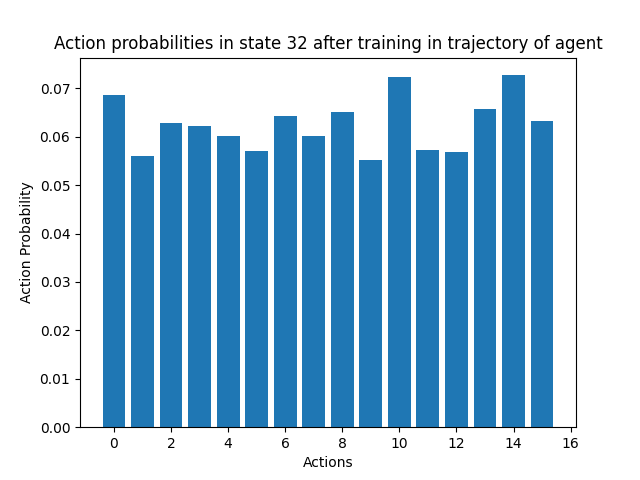 Action probabilities in state 32 after training in trajectory of agent
0.07
0.06
0.05
0.04
0.03
0.02
0.01
0.00
Action Probability
0 2 4 6 8 10 12 14 16
Actions